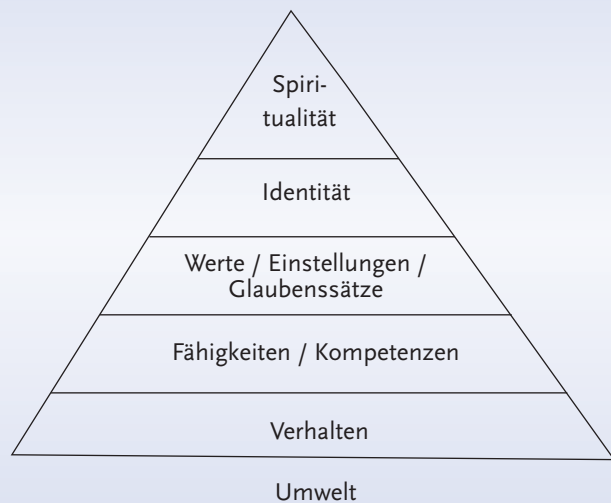 Spiri-
tualität
Identität
Werte / Einstellungen /
Glaubenssätze
Fähigkeiten / Kompetenzen
Verhalten
Umwelt